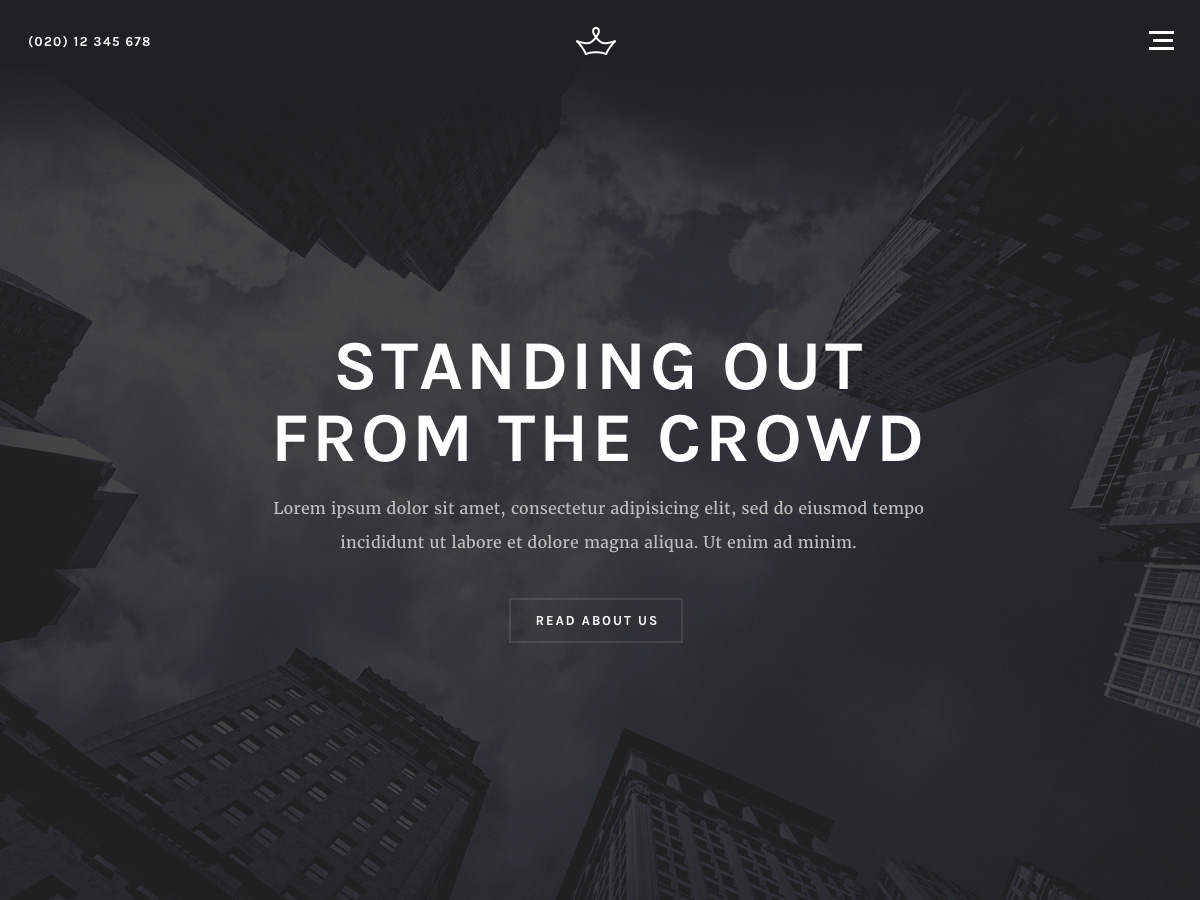 (020) 12 345 678
STANDING OUT
FROM THE CROWD
Lorem ipsum dolor sit amet, consectetur adipisicing elit, sed do eiusmod tempo
incididunt ut labore et dolore magna aliqua. Ut enim ad minim.
READ ABOUT US